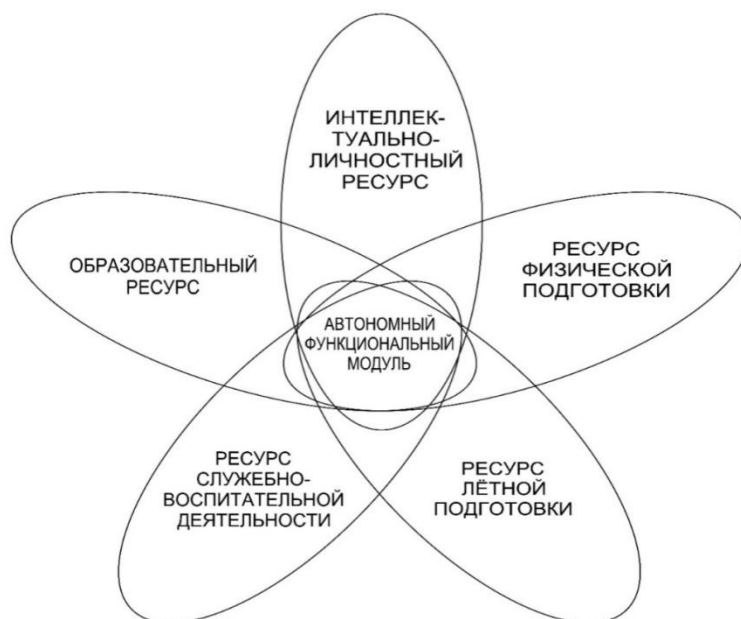 ИНТЕЛЛЕК-
ТУАЛЬНО-
ЛИЧНОСТНЫЙ
РЕСУРС
ОБРАЗОВАТЕЛЬНЫЙ
РЕСУРС
РЕСУРС
ФИЗИЧЕСКОЙ
ПОДГОТОВКИ
АВТОНОМНЫЙ
ФУНКЦИОНАЛЬНЫЙ
МОДУЛЬ
РЕСУРС
СЛУЖЕБНО-
ВОСПИТАТЕЛЬНОЙ
ДЕЯТЕЛЬНОСТИ
РЕСУРС
ЛЁТНОЙ
ПОДГОТОВКИ